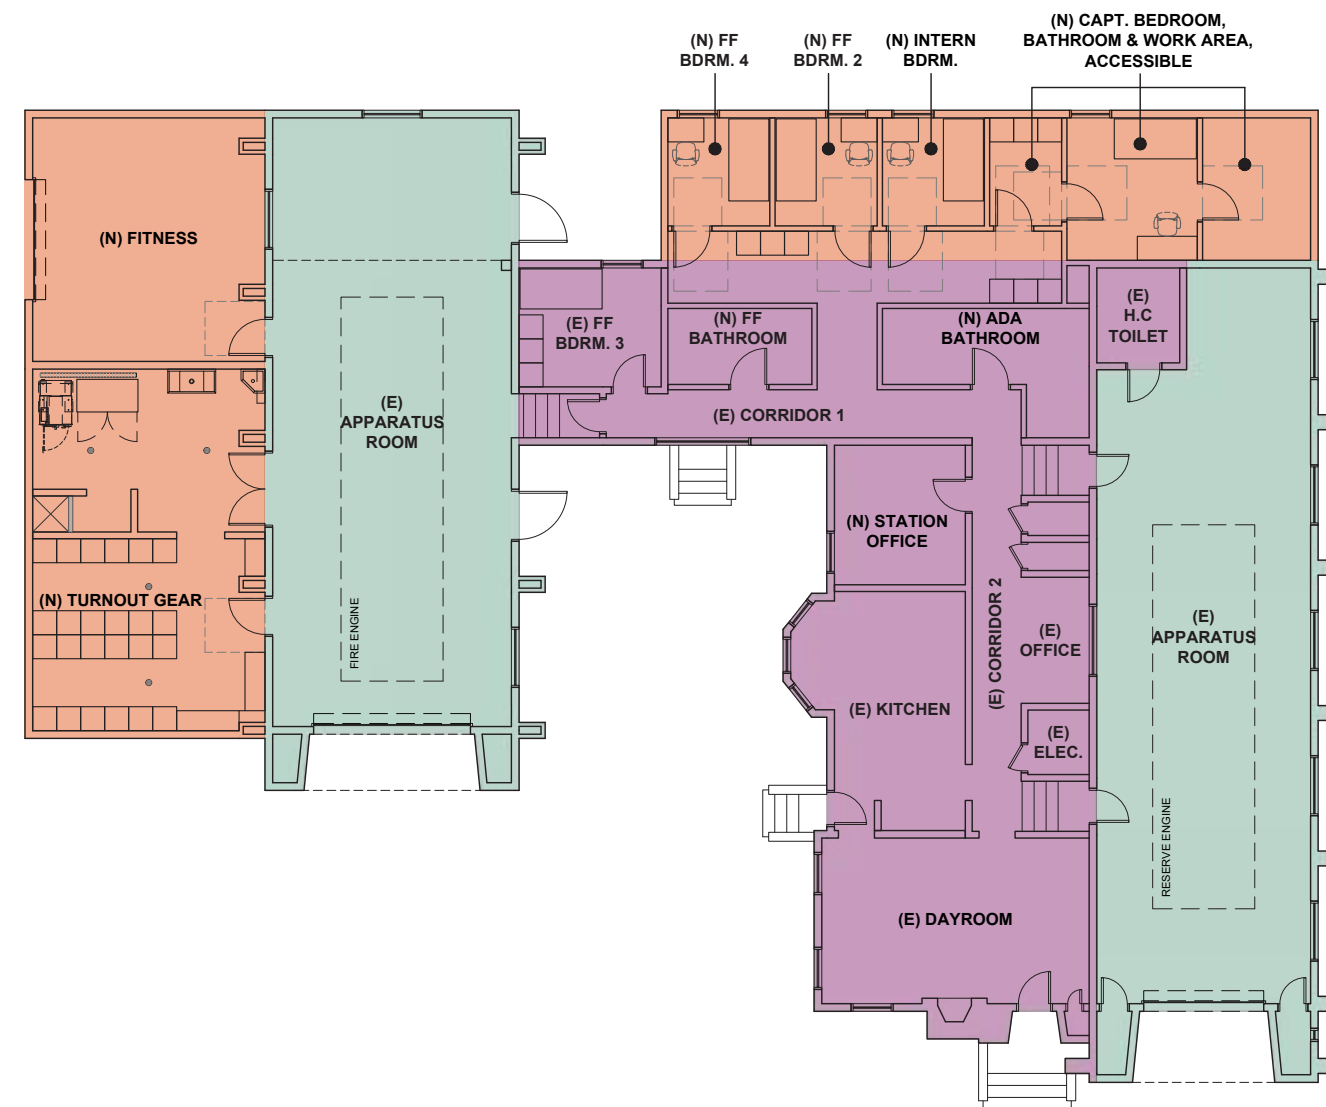 (N) FF
BDRM. 4
(N) FF
BDRM. 2
(N) INTERN
BDRM.
(N) CAPT. BEDROOM,
BATHROOM & WORK AREA,
ACCESSIBLE
(N) FITNESS
(E) FF
BDRM. 3
(N) FF
BATHROOM
(N) ADA
BATHROOM
(E)
H.C
TOILET
(E)
APPARATUS
ROOM
(E) CORRIDOR 1
(N) STATION
OFFICE
(N) TURNOUT GEAR
FIRE ENGINE
(E) CORRIDOR 2
(E)
OFFICE
(E)
APPARATUS
ROOM
(E) KITCHEN
(E)
ELEC.
RESERVE ENGINE
(E) DAYROOM